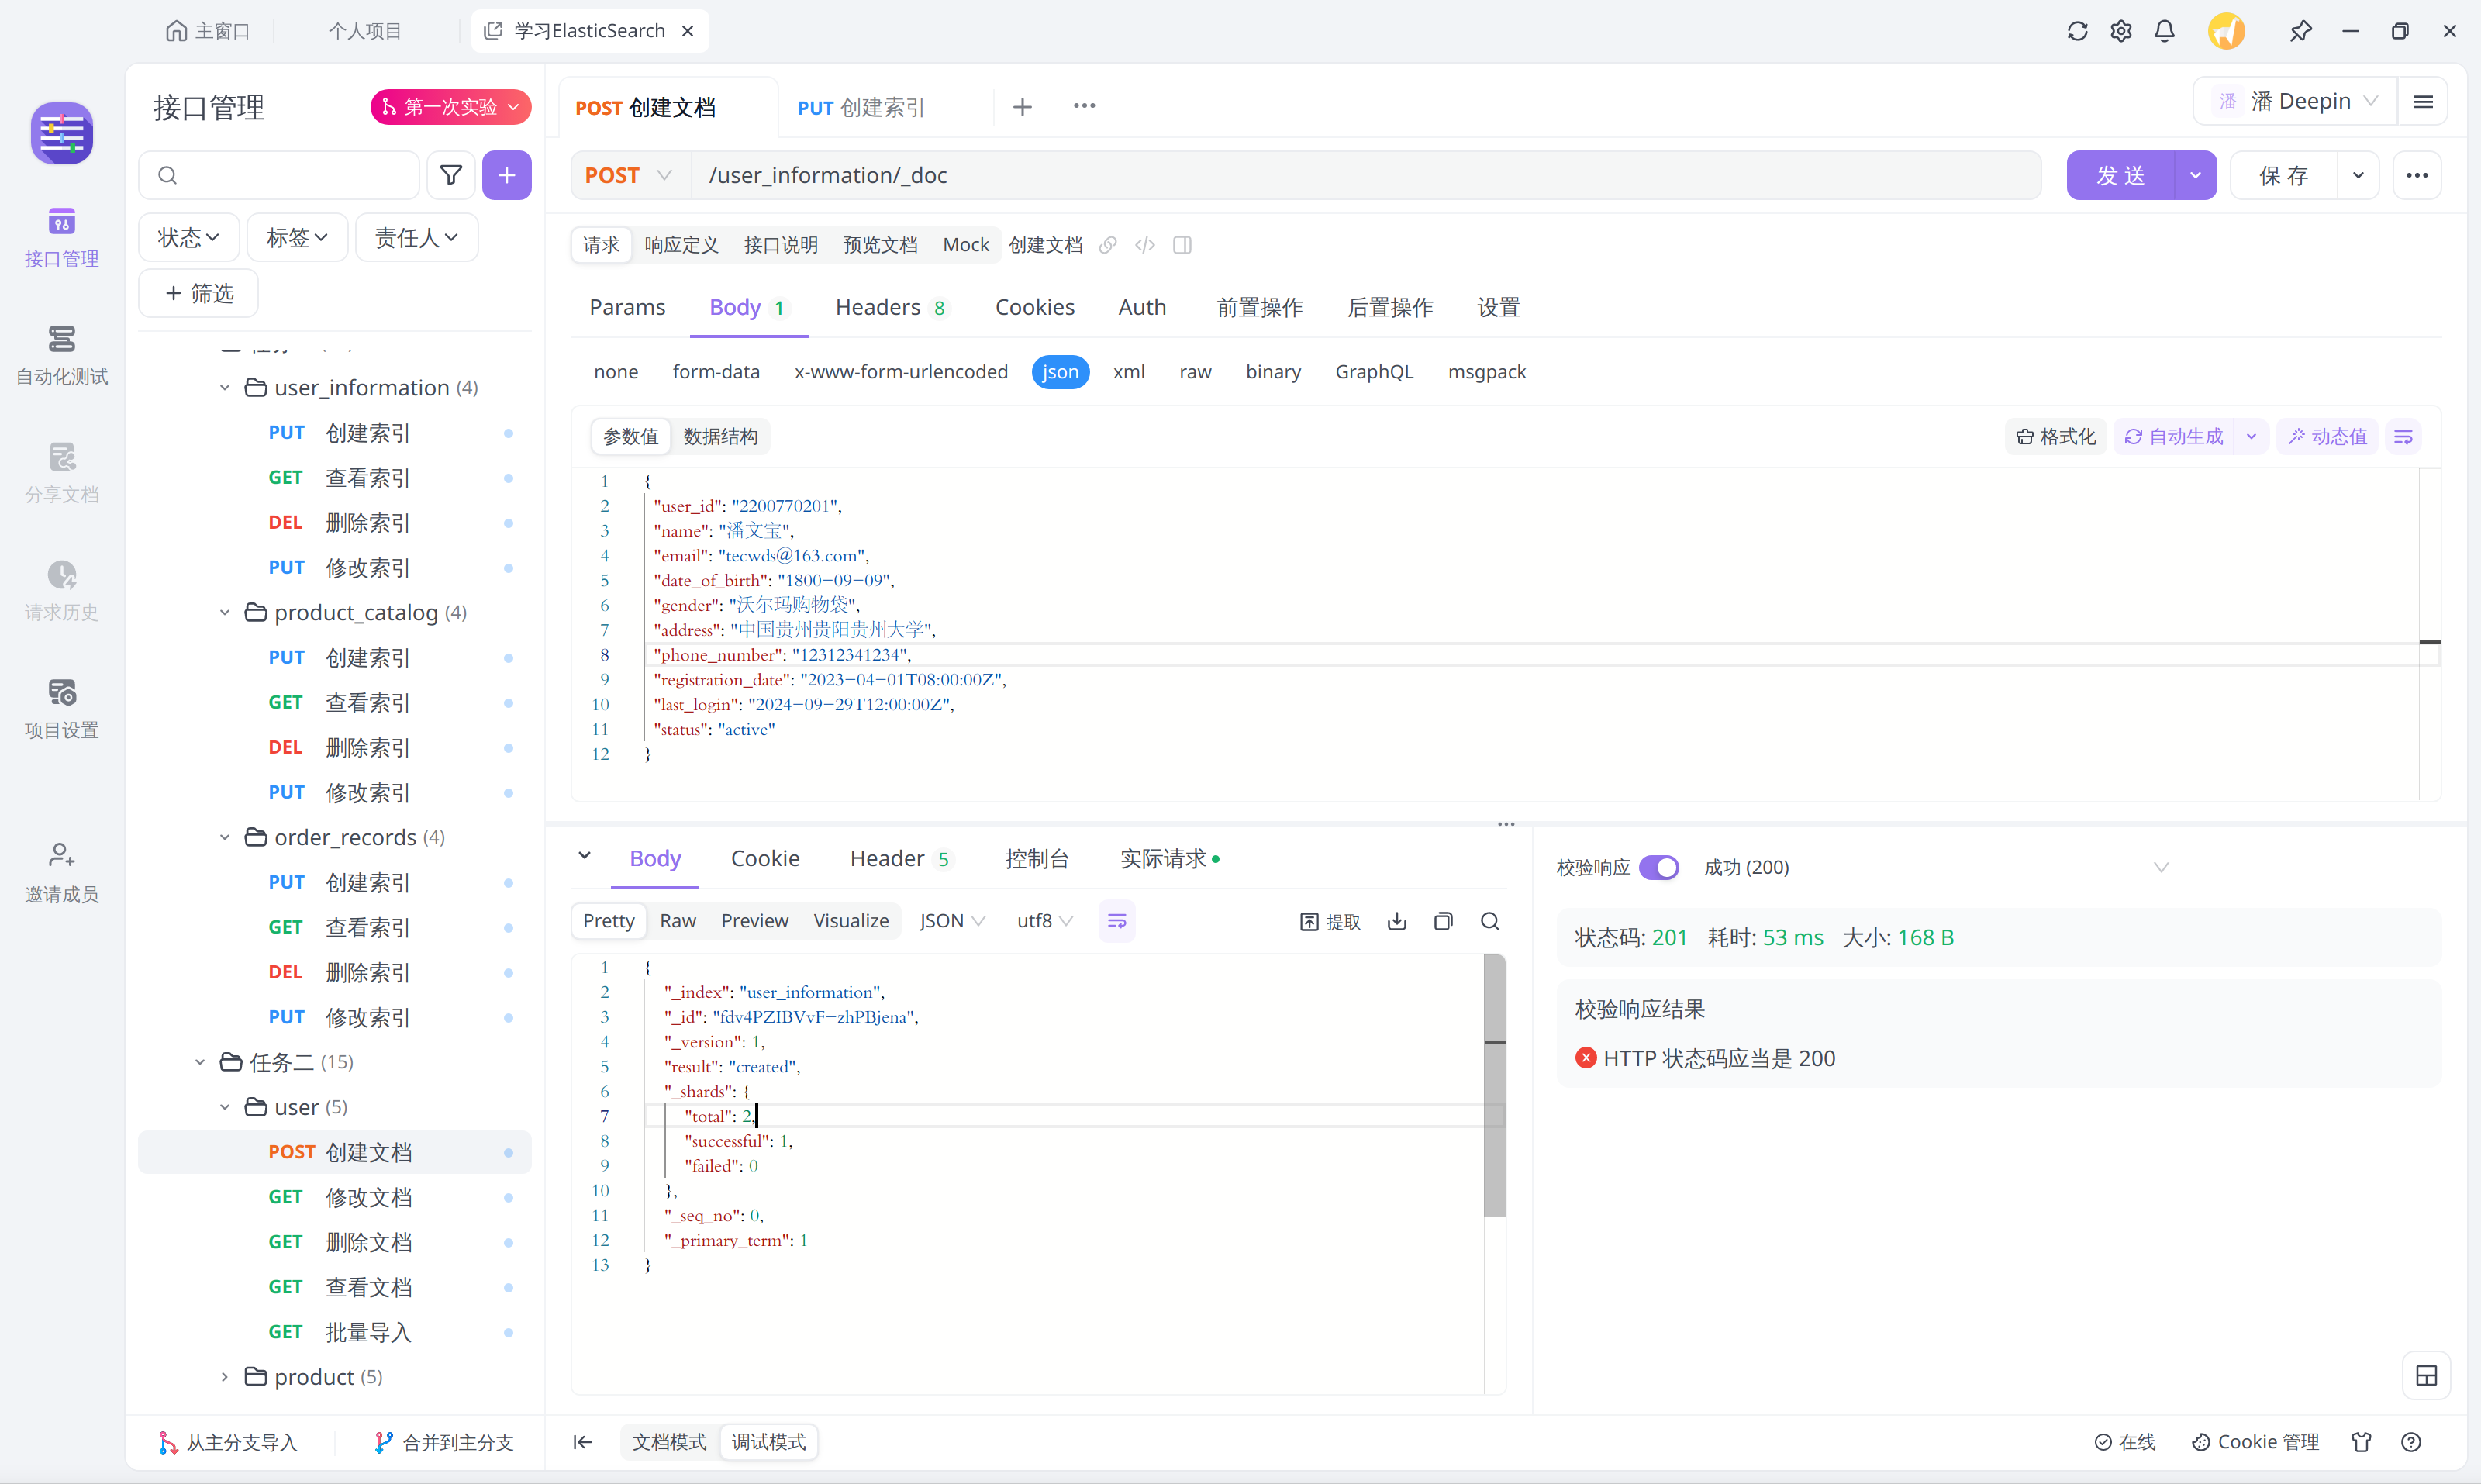 主窗口
个人项目
学习ElasticSearch
接口管理
自动化测试
分享文档
请求历史
项目设置
邀请成员
接口管理
第一次实验
状态
标签
责任人
+ 筛选
user_information (4)
PUT 创建索引
GET 查看索引
DEL 删除索引
PUT 修改索引
product_catalog (4)
PUT 创建索引
GET 查看索引
DEL 删除索引
PUT 修改索引
order_records (4)
PUT 创建索引
GET 查看索引
DEL 删除索引
PUT 修改索引
任务二 (15)
user (5)
POST 创建文档
GET 修改文档
GET 删除文档
GET 查看文档
GET 批量导入
product (5)
从主分支导入
合并到主分支
POST 创建文档
PUT 创建索引
潘 潘 Deepin
POST /user_information/_doc
发 送
保 存
请求 响应定义 接口说明 预览文档 Mock 创建文档
Params Body 1 Headers 8 Cookies Auth 前置操作 后置操作 设置
none form-data x-www-form-urlencoded json xml raw binary GraphQL msgpack
参数值 数据结构
格式化 自动生成 动态值
1 {
2 "user_id": "2200770201",
3 "name": "潘文宝",
4 "email": "tecwds@163.com",
5 "date_of_birth": "1800-09-09",
6 "gender": "沃尔玛购物袋",
7 "address": "中国贵州贵阳贵州大学",
8 "phone_number": "12312341234",
9 "registration_date": "2023-04-01T08:00:00Z",
10 "last_login": "2024-09-29T12:00:00Z",
11 "status": "active"
12 }
Body Cookie Header 5 控制台 实际请求
Pretty Raw Preview Visualize JSON utf8
提取
1 {
2 "_index": "user_information",
3 "_id": "fdv4PZIBVvF-zhPBjena",
4 "_version": 1,
5 "result": "created",
6 "_shards": {
7 "total": 2,
8 "successful": 1,
9 "failed": 0
10 },
11 "_seq_no": 0,
12 "_primary_term": 1
13 }
校验响应 成功 (200)
状态码: 201 耗时: 53 ms 大小: 168 B
校验响应结果
HTTP 状态码应当是 200
文档模式 调试模式
在线
Cookie 管理